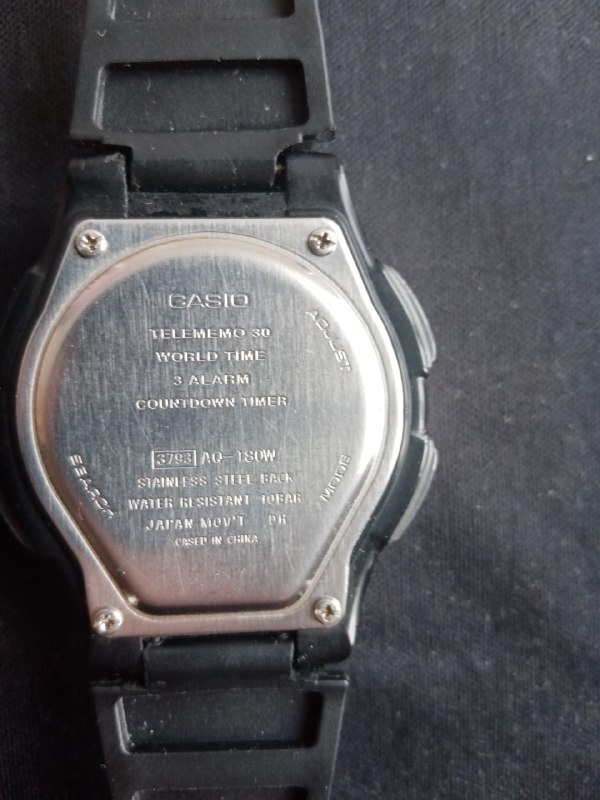 CASIO
TELEMEMO 30
WORLD TIME
3 ALARM
COUNTDOWN TIMER
ADJUST
3793 AQ-180W
STAINLESS STEEL BACK
WATER RESISTANT 10BAR
JAPAN MOV'T DH
CASED IN CHINA
SEARCH
MODE